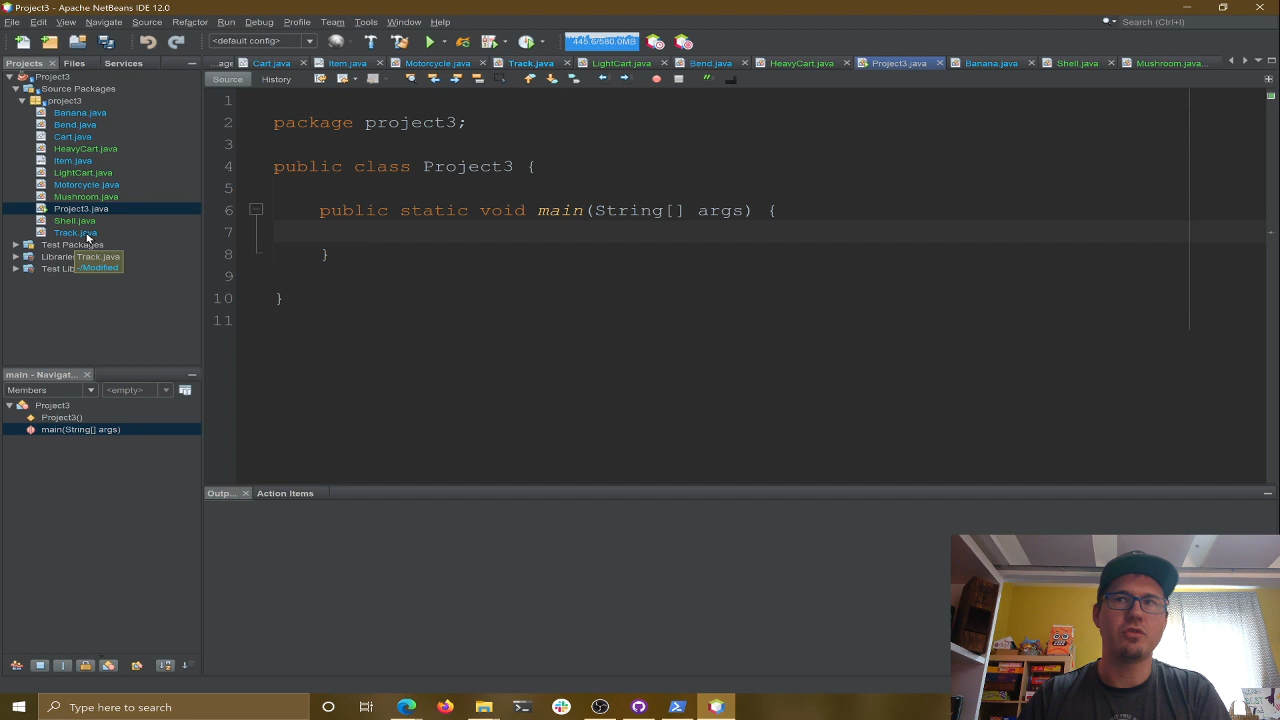 Project3 - Apache NetBeans IDE 12.0
File Edit View Navigate Source Refactor Run Debug Profile Team Tools Window Help
Search (Ctrl+I)
<default config>
445.6/580.0MB
Projects Files Services
...age Cart.java Item.java Motorcycle.java Track.java LightCart.java Bend.java HeavyCart.java Project3.java Banana.java Shell.java Mushroom.java...
Source History
Project3
Source Packages
project3
Banana.java
Bend.java
Cart.java
HeavyCart.java
Item.java
LightCart.java
Motorcycle.java
Mushroom.java
Project3.java
Shell.java
Track.java
Test Packages
Librarie
Test Lib
Track.java
-/Modified
1
2 package project3;
3
4 public class Project3 {
5
6 public static void main(String[] args) {
7
8 }
9
10 }
11
main - Navigat...
Members <empty>
Project3
Project3()
main(String[] args)
Outp... Action Items
Type here to search